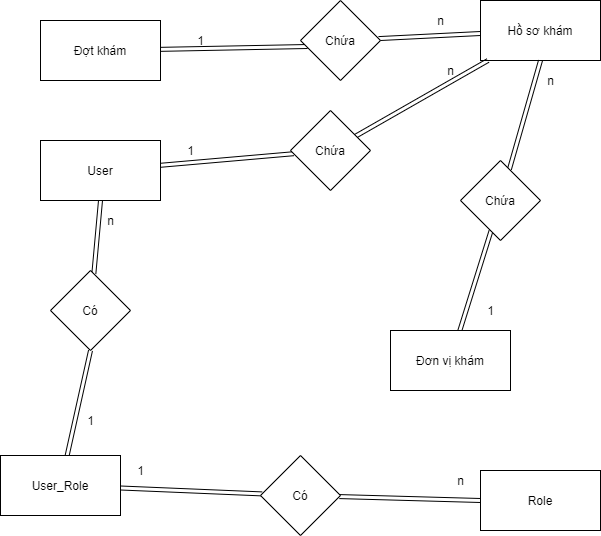 Đợt khám
1
Chứa
n
Hồ sơ khám
User
1
Chứa
n
n
Chứa
1
Đơn vị khám
n
Có
1
User_Role
1
Có
n
Role